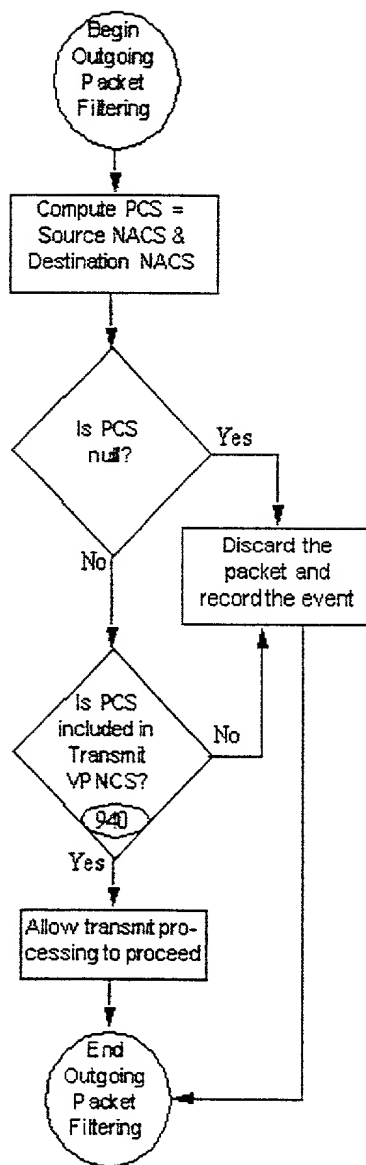 Begin
Outgoing
Packet
Filtering
Compute PCS =
Source NACS &
Destination NACS
Is PCS
null?
Yes
No
Discard the
packet and
record the event
Is PCS
included in
Transmit
VPNCS?
940
No
Yes
Allow transmit pro-
cessing to proceed
End
Outgoing
Packet
Filtering